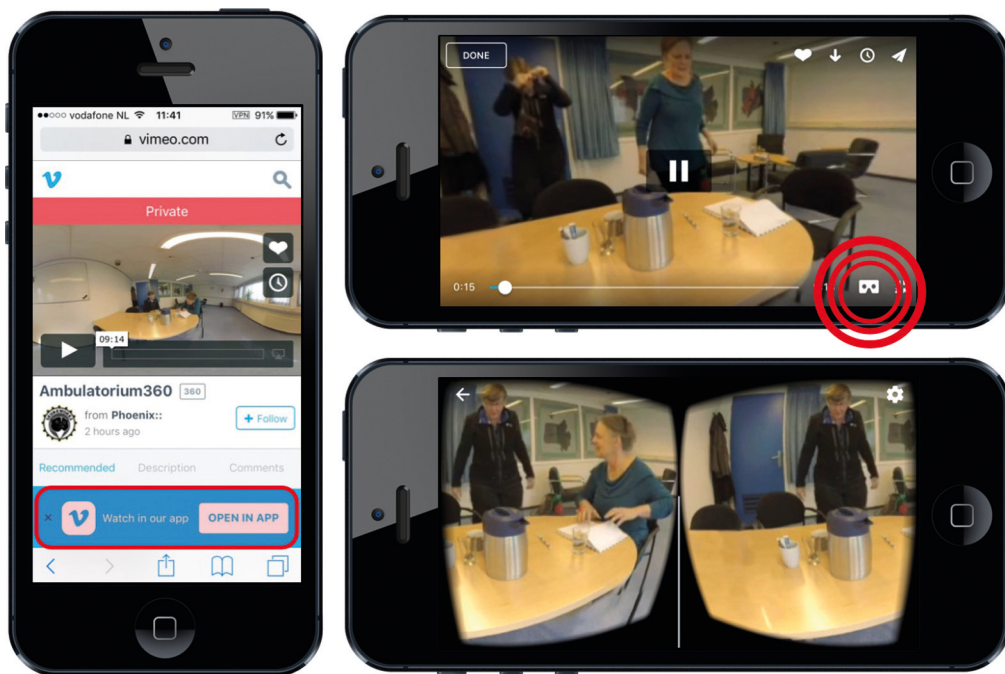 vodafone NL 11:41 VPN 91%
vimeo.com
Private
09:14
Ambulatorium360 360
from Phoenix::
+ Follow
2 hours ago
Recommended Description Comments
× Watch in our app OPEN IN APP
DONE
0:15